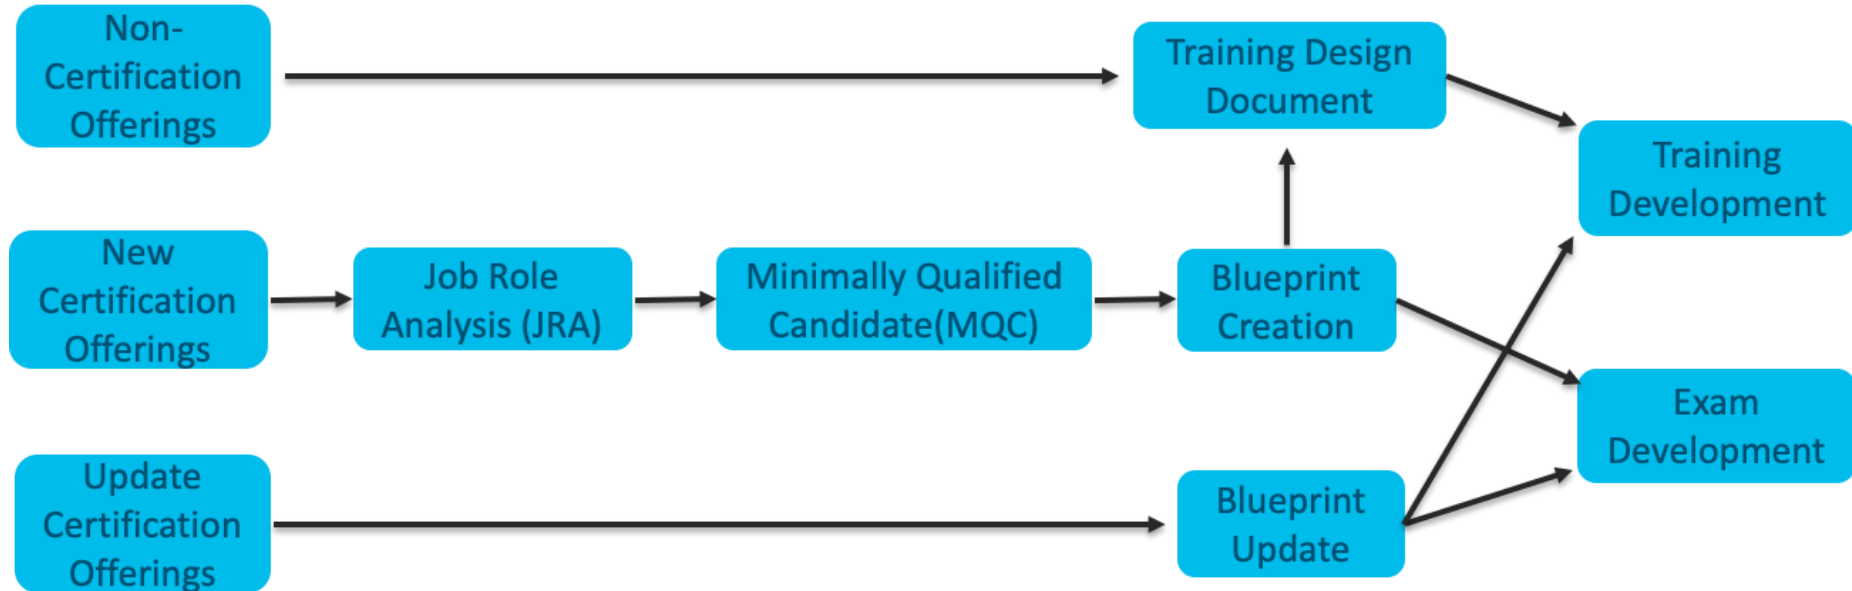 Non-
Certification
Offerings
Training Design
Document
Training
Development
New
Certification
Offerings
Job Role
Analysis (JRA)
Minimally Qualified
Candidate(MQC)
Blueprint
Creation
Exam
Development
Update
Certification
Offerings
Blueprint
Update